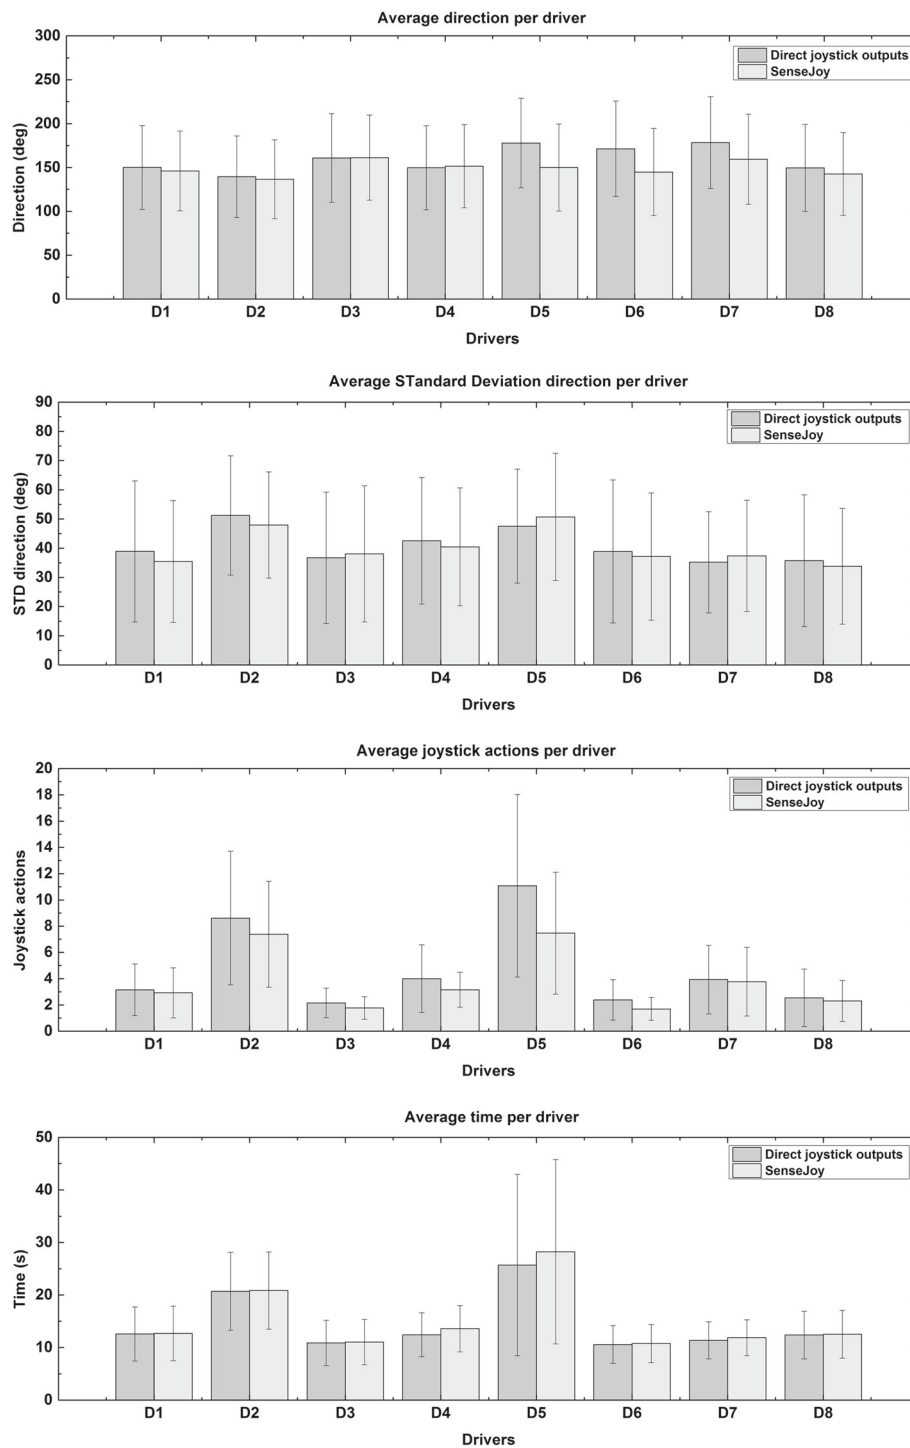 Average direction per driver
300
250
200
150
100
50
0
Direction (deg)
Direct joystick outputs
SenseJoy
D1 D2 D3 D4 D5 D6 D7 D8
Drivers
Average STandard Deviation direction per driver
90
80
70
60
50
40
30
20
10
0
STD direction (deg)
Direct joystick outputs
SenseJoy
D1 D2 D3 D4 D5 D6 D7 D8
Drivers
Average joystick actions per driver
20
18
16
14
12
10
8
6
4
2
0
Joystick actions
Direct joystick outputs
SenseJoy
D1 D2 D3 D4 D5 D6 D7 D8
Drivers
Average time per driver
50
40
30
20
10
0
Time (s)
Direct joystick outputs
SenseJoy
D1 D2 D3 D4 D5 D6 D7 D8
Drivers